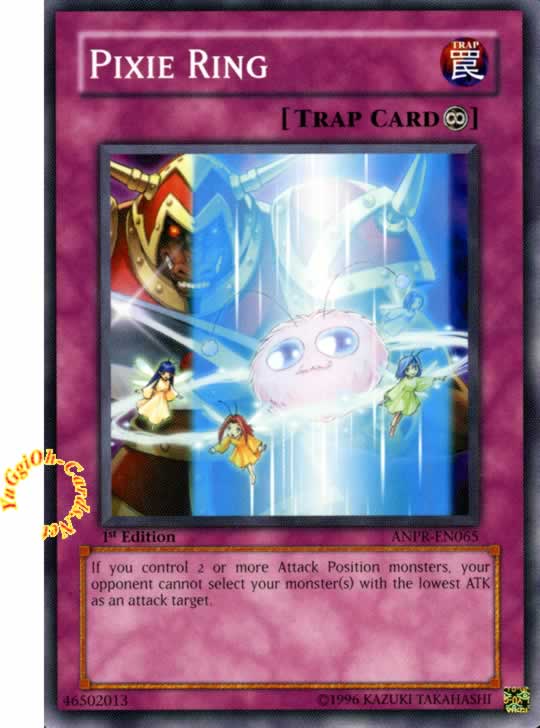 PIXIE RING
TRAP
罠
[TRAP CARD∞]
YuGgiOh-Cards.Net
1st Edition
ANPR-EN065
If you control 2 or more Attack Position monsters, your
opponent cannot select your monster(s) with the lowest ATK
as an attack target.
46502013
©1996 KAZUKI TAKAHASHI